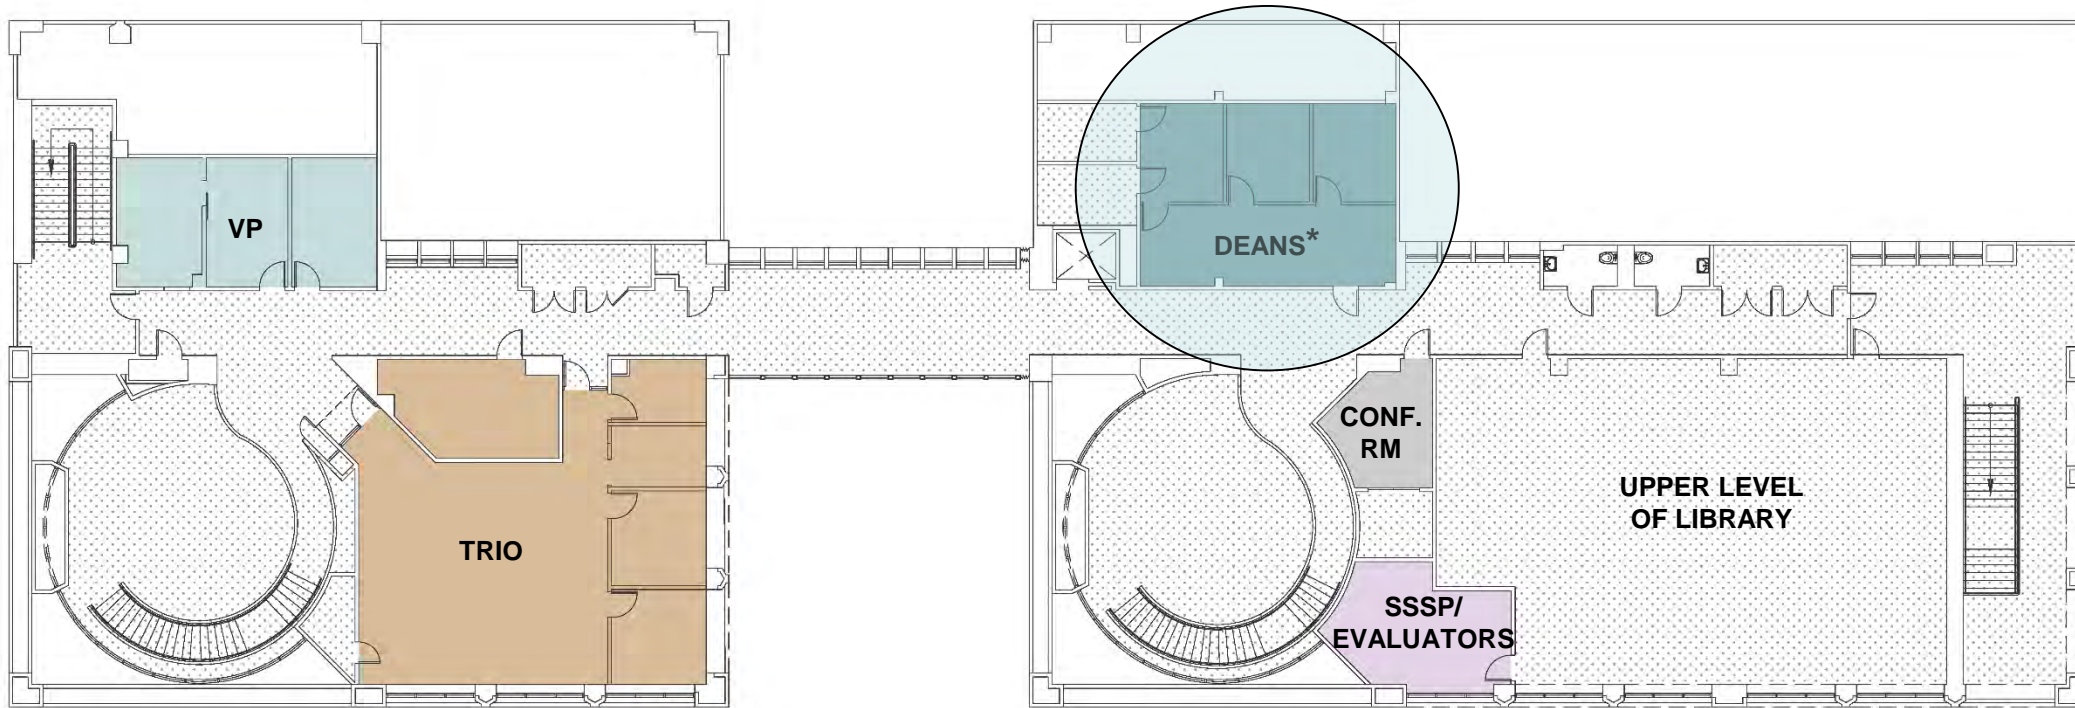 VP
DEANS*
TRIO
CONF.
RM
UPPER LEVEL
OF LIBRARY
SSSP/
EVALUATORS